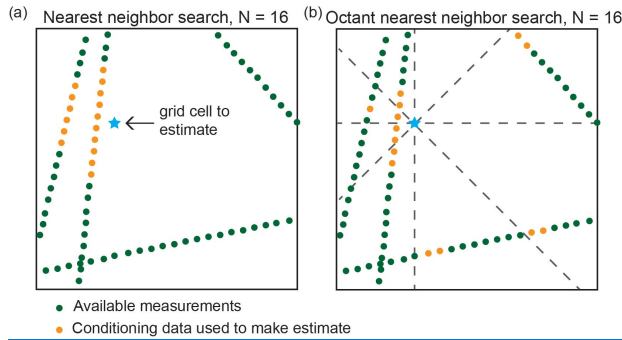 (a) Nearest neighbor search, N = 16
(b) Octant nearest neighbor search, N = 16
grid cell to
estimate
Available measurements
Conditioning data used to make estimate